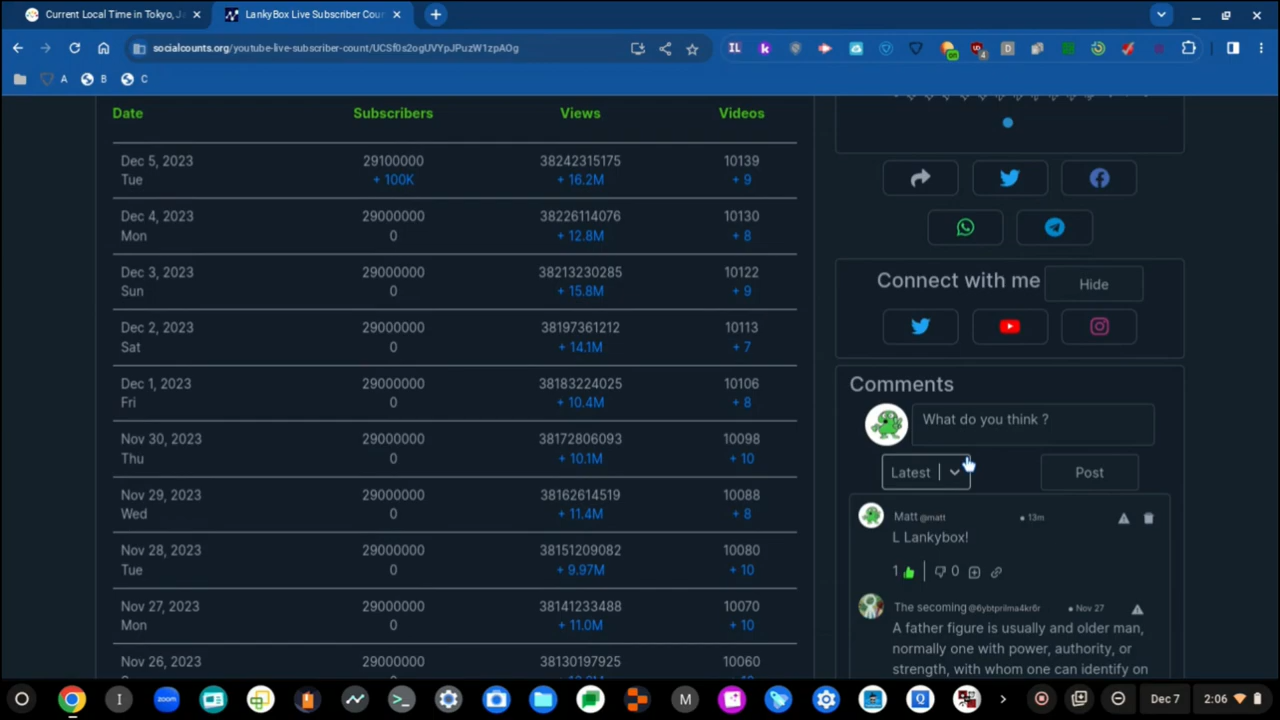 Current Local Time in Tokyo, Ja
LankyBox Live Subscriber Coun
socialcounts.org/youtube-live-subscriber-count/UCSf0s2ogUVYpJPuzW1zpAOg
A B C
Date Subscribers Views Videos
Dec 5, 2023 29100000 38242315175 10139
Tue + 100K + 16.2M + 9
Dec 4, 2023 29000000 38226114076 10130
Mon 0 + 12.8M + 8
Dec 3, 2023 29000000 38213230285 10122
Sun 0 + 15.8M + 9
Dec 2, 2023 29000000 38197361212 10113
Sat 0 + 14.1M + 7
Dec 1, 2023 29000000 38183224025 10106
Fri 0 + 10.4M + 8
Nov 30, 2023 29000000 38172806093 10098
Thu 0 + 10.1M + 10
Nov 29, 2023 29000000 38162614519 10088
Wed 0 + 11.4M + 8
Nov 28, 2023 29000000 38151209082 10080
Tue 0 + 9.97M + 10
Nov 27, 2023 29000000 38141233488 10070
Mon 0 + 11.0M + 10
Nov 26, 2023 29000000 38130197925 10060
Connect with me
Hide
Comments
What do you think ?
Latest
Post
Matt @matt • 13m
L Lankybox!
1 0
The secoming @6ybtprilma4kr6r • Nov 27
A father figure is usually and older man,
normally one with power, authority, or
strength, with whom one can identify on
I zoom M Q
Dec 7 2:06